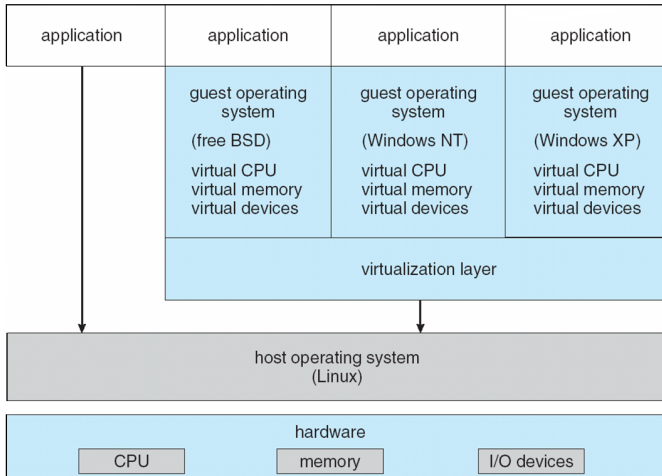 application
application
application
application
guest operating
system
(free BSD)
virtual CPU
virtual memory
virtual devices
guest operating
system
(Windows NT)
virtual CPU
virtual memory
virtual devices
guest operating
system
(Windows XP)
virtual CPU
virtual memory
virtual devices
virtualization layer
host operating system
(Linux)
hardware
CPU
memory
I/O devices